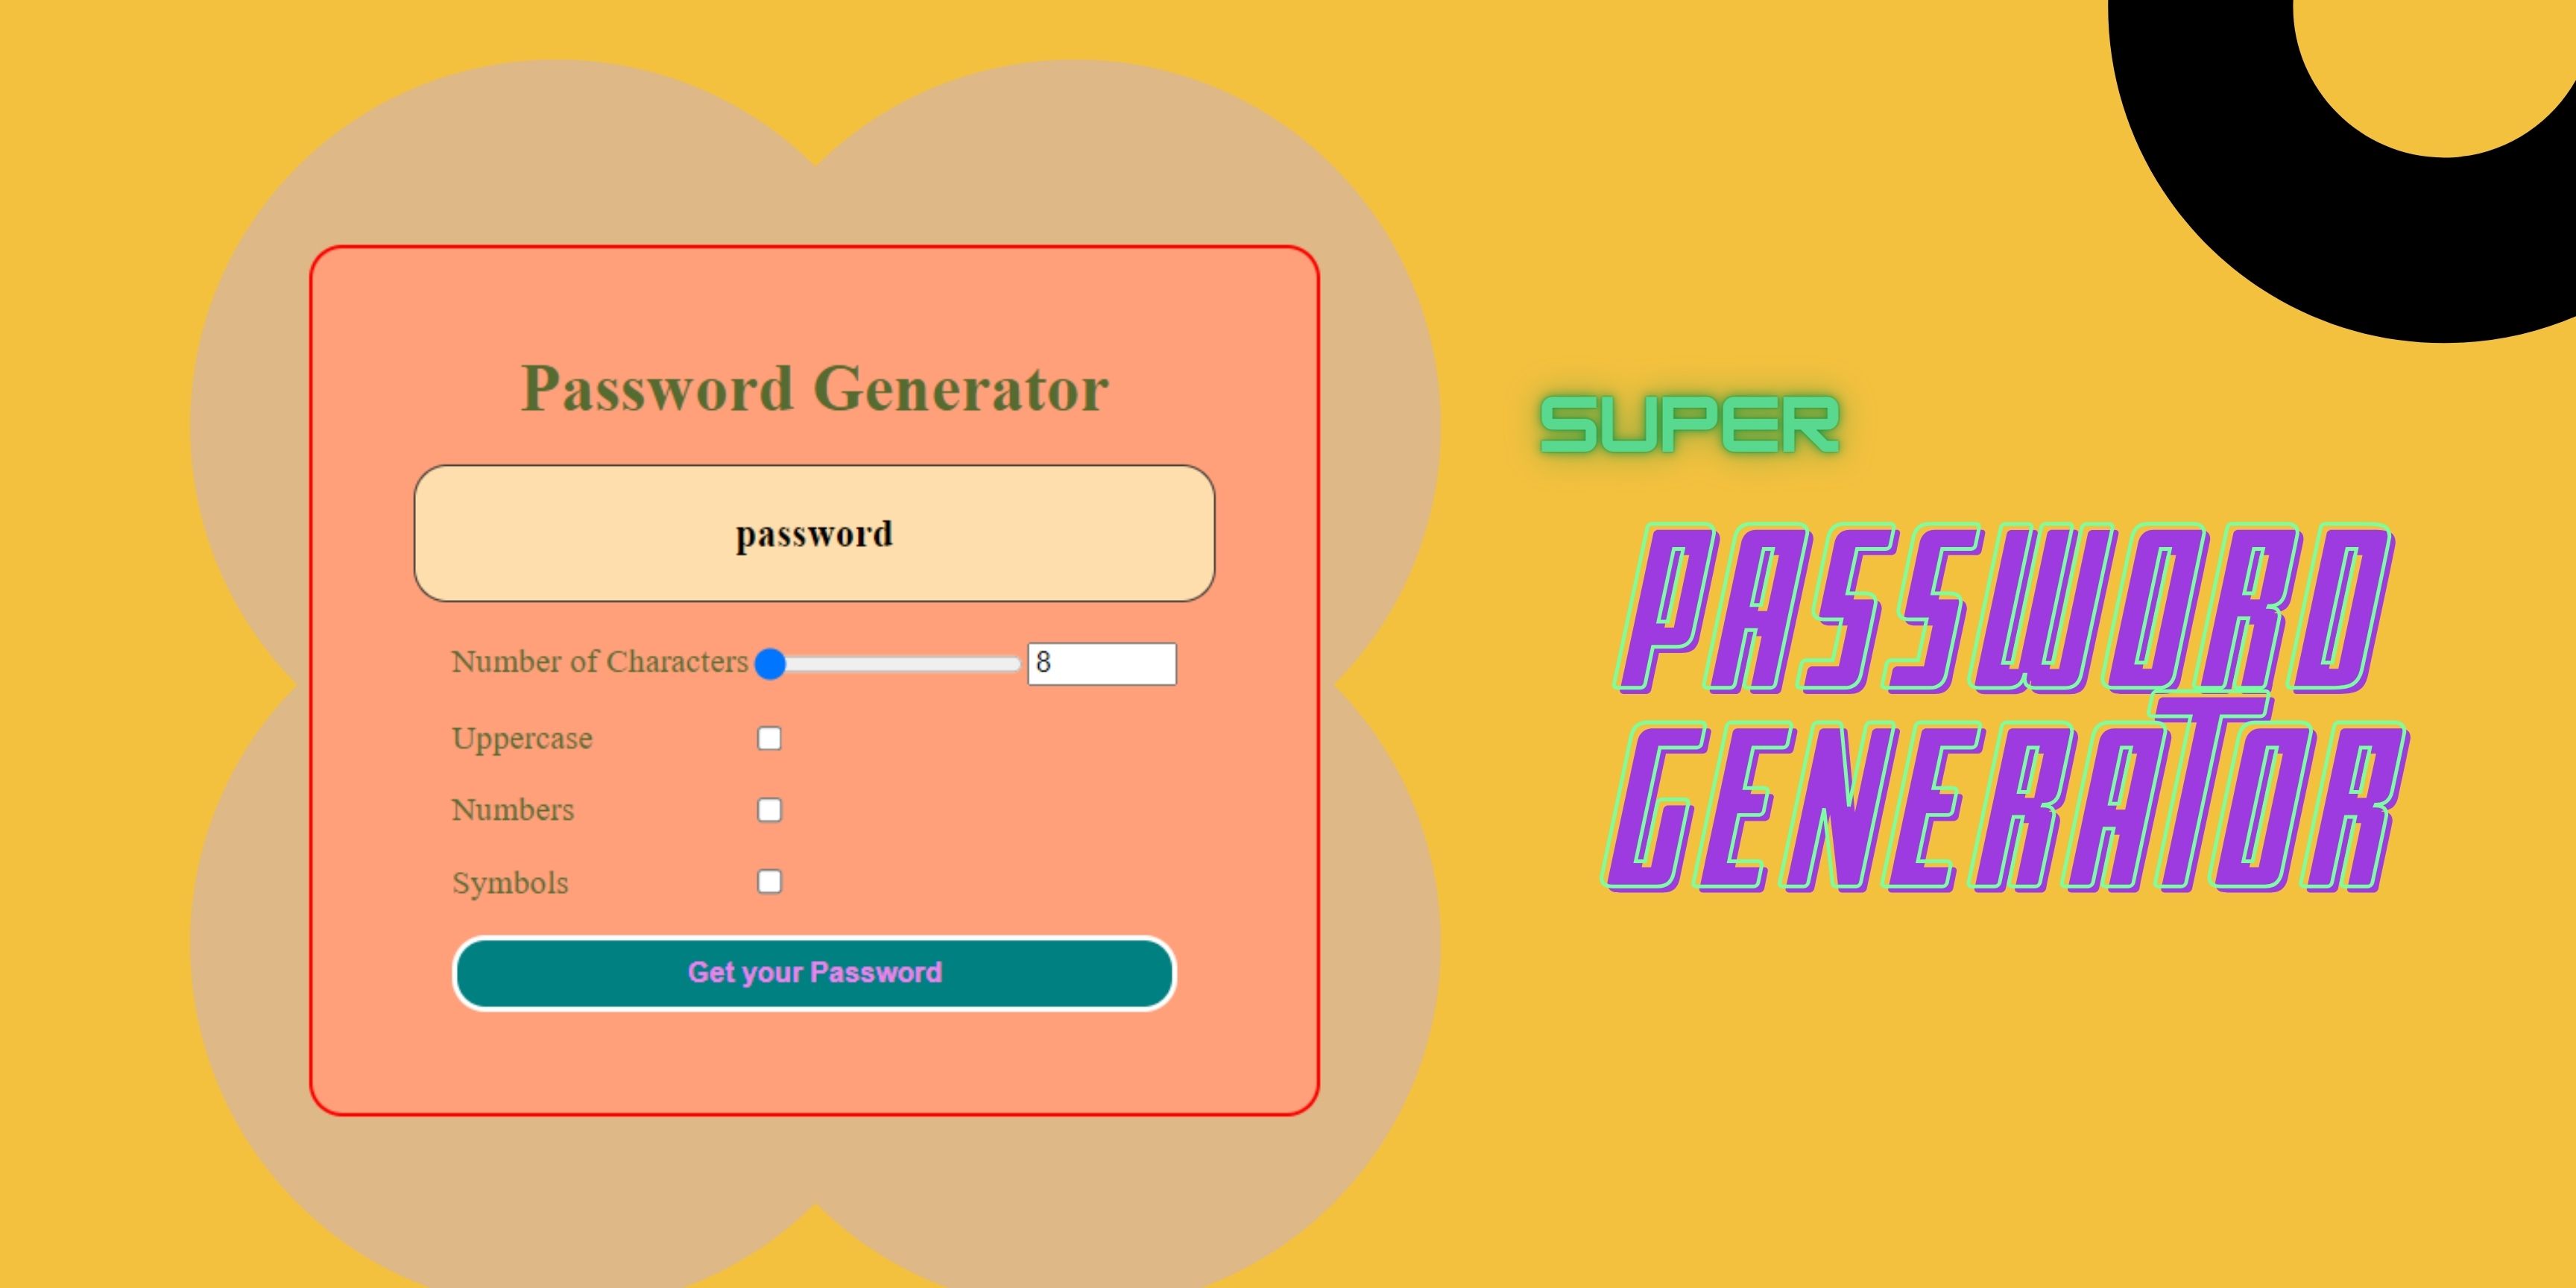 Password Generator
password
Number of Characters 8
Uppercase
Numbers
Symbols
Get your Password
SUPER
PASSWORD
GENERATOR